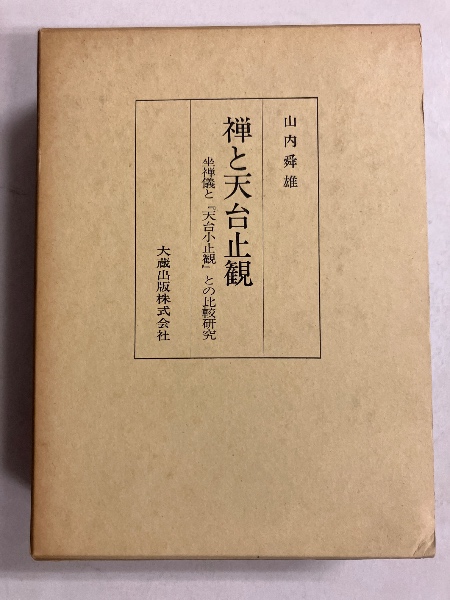 山内舜雄
禅と天台止観
坐禅儀と『天台小止観』との比較研究
大蔵出版株式会社